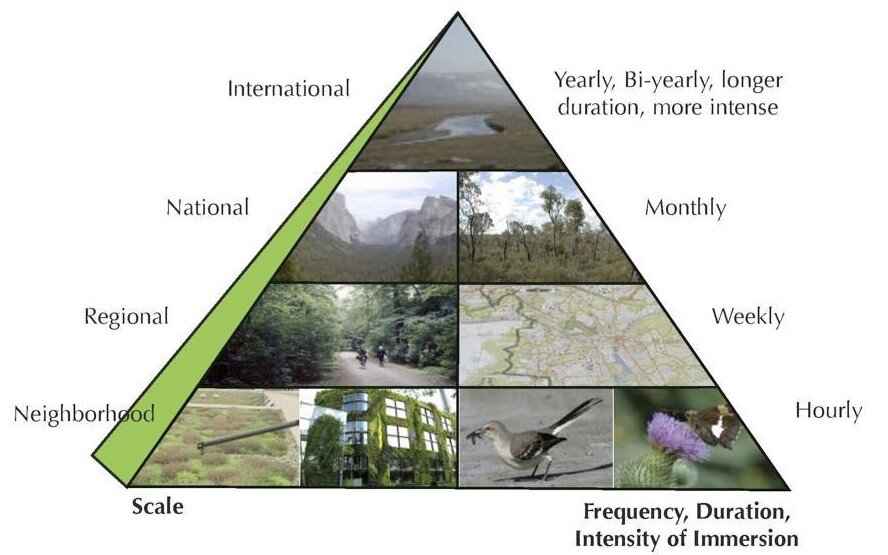 International
Yearly, Bi-yearly, longer
duration, more intense
National
Monthly
Regional
Weekly
Neighborhood
Hourly
Scale
Frequency, Duration,
Intensity of Immersion